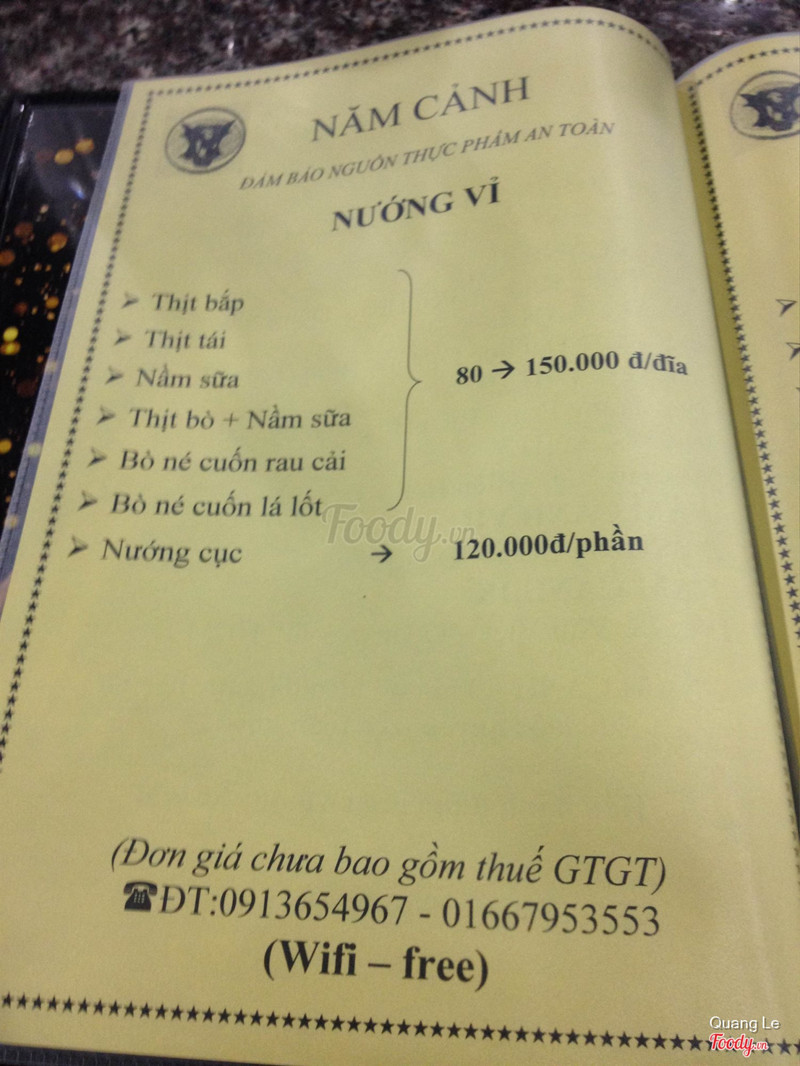 NĂM CẢNH
ĐẢM BẢO NGUỒN THỰC PHẨM AN TOÀN
NƯỚNG VỈ
➢ Thịt bắp
➢ Thịt tái
➢ Nầm sữa
➢ Thịt bò + Nầm sữa
➢ Bò né cuốn rau cải
➢ Bò né cuốn lá lốt
80 → 150.000 đ/đĩa
➢ Nướng cục → 120.000đ/phần
Foody.vn
(Đơn giá chưa bao gồm thuế GTGT)
☎ĐT:0913654967 - 01667953553
(Wifi – free)
Quang Le
Foody.vn